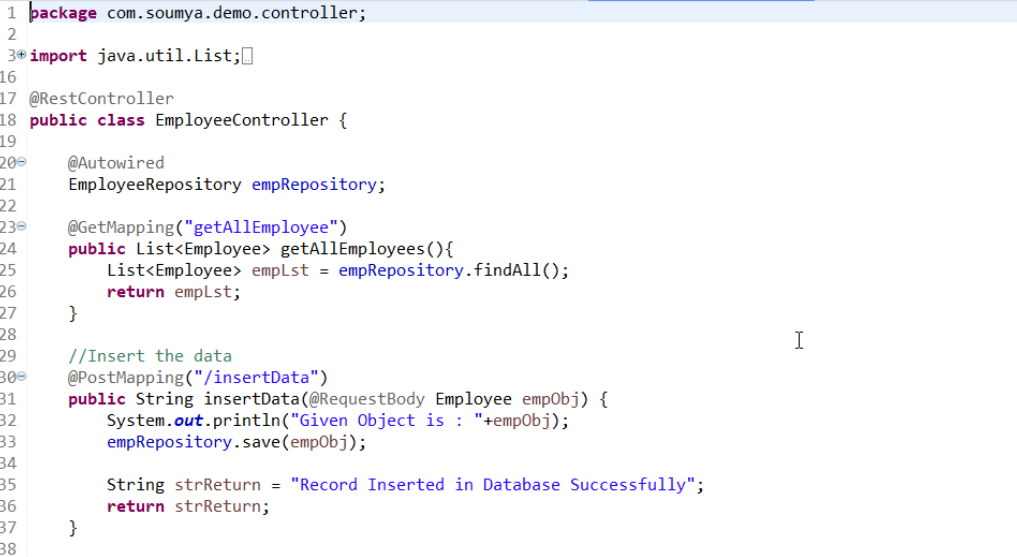 1 package com.soumya.demo.controller;
2
3 import java.util.List;
16
17 @RestController
18 public class EmployeeController {
19
20 @Autowired
21 EmployeeRepository empRepository;
22
23 @GetMapping("getAllEmployee")
24 public List<Employee> getAllEmployees(){
25 List<Employee> empLst = empRepository.findAll();
26 return empLst;
27 }
28
29 //Insert the data
30 @PostMapping("/insertData")
31 public String insertData(@RequestBody Employee empObj) {
32 System.out.println("Given Object is : "+empObj);
33 empRepository.save(empObj);
34
35 String strReturn = "Record Inserted in Database Successfully";
36 return strReturn;
37 }
38